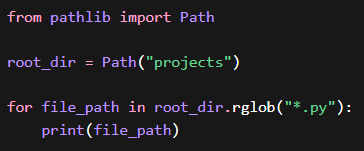 from pathlib import Path

root_dir = Path("projects")

for file_path in root_dir.rglob("*.py"):
    print(file_path)